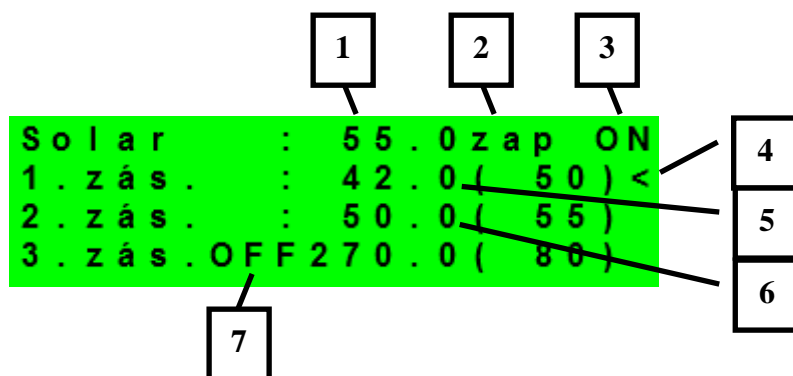 1 2 3
Solar : 55.0zap ON
1.zás. : 42.0( 50)<
2.zás. : 50.0( 55)
3.zás.OFF270.0( 80)
4
5
6
7